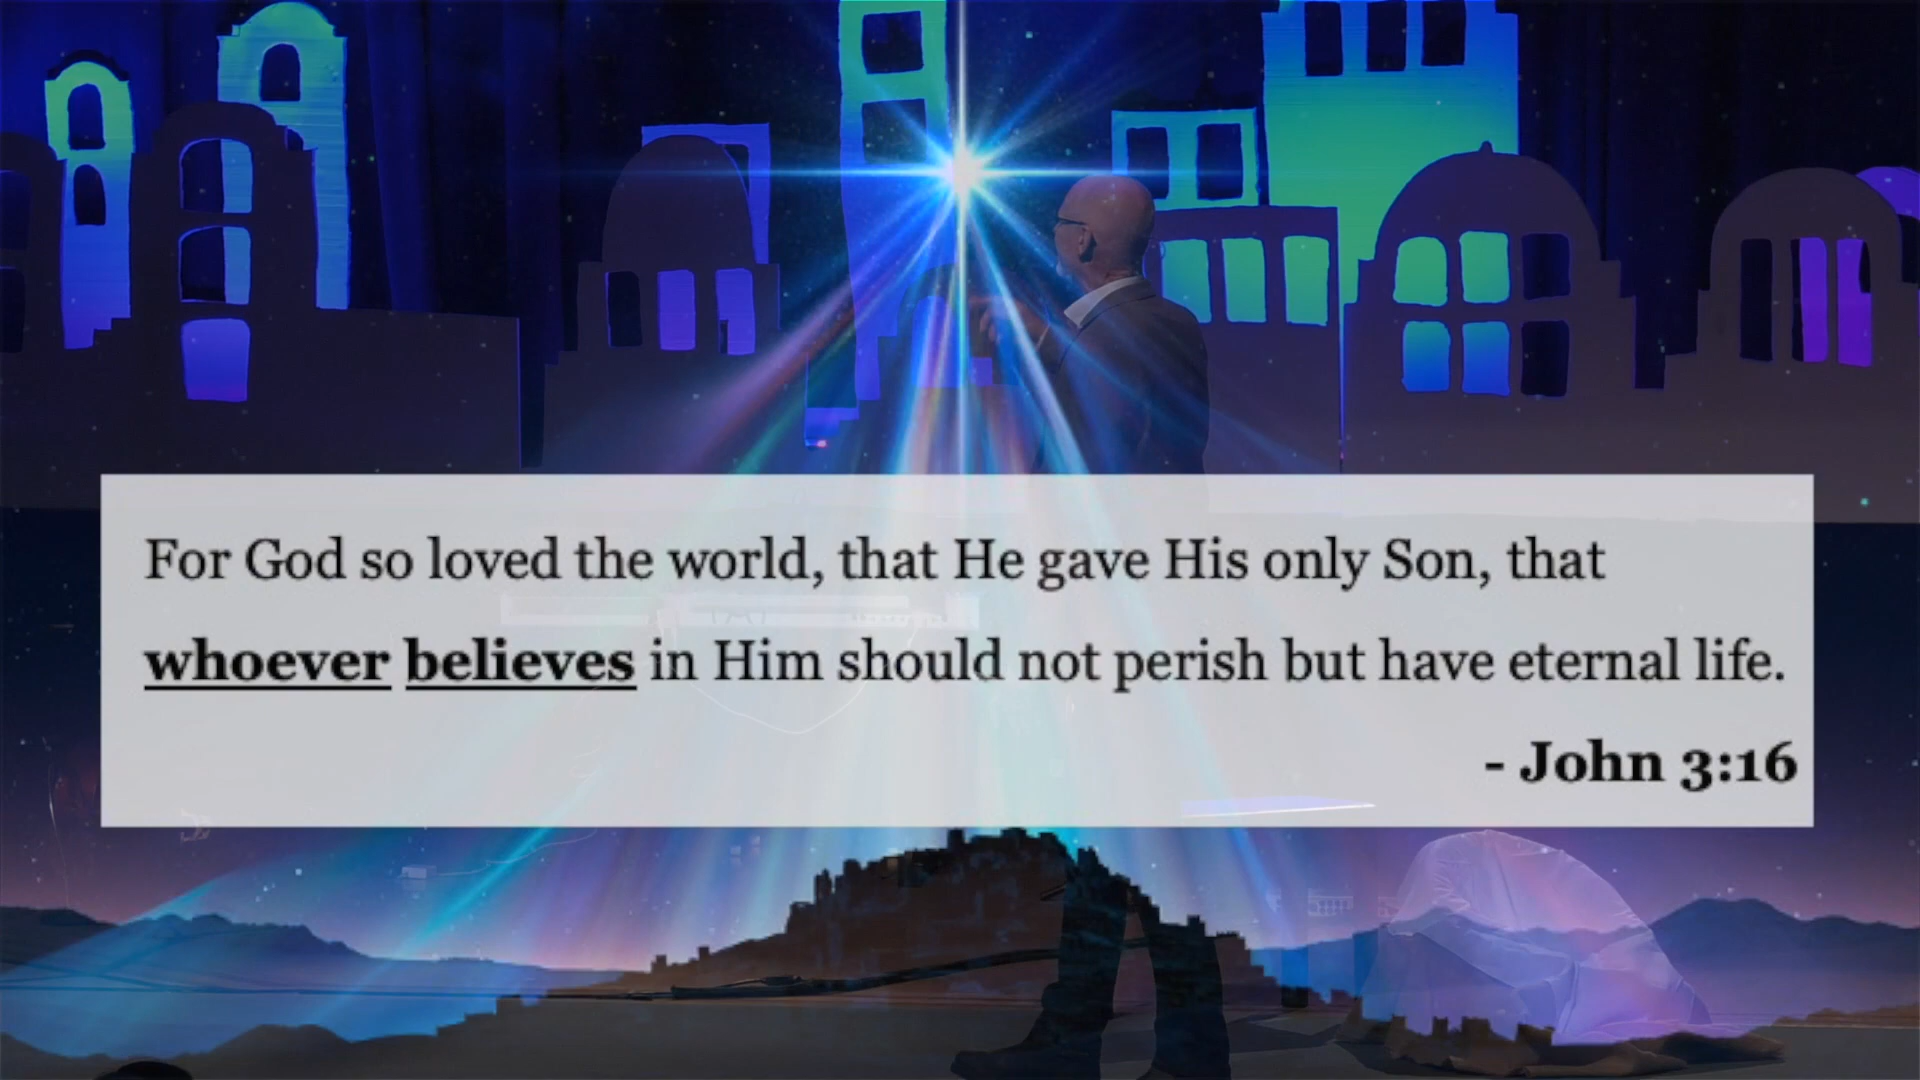 For God so loved the world, that He gave His only Son, that
whoever believes in Him should not perish but have eternal life.
- John 3:16